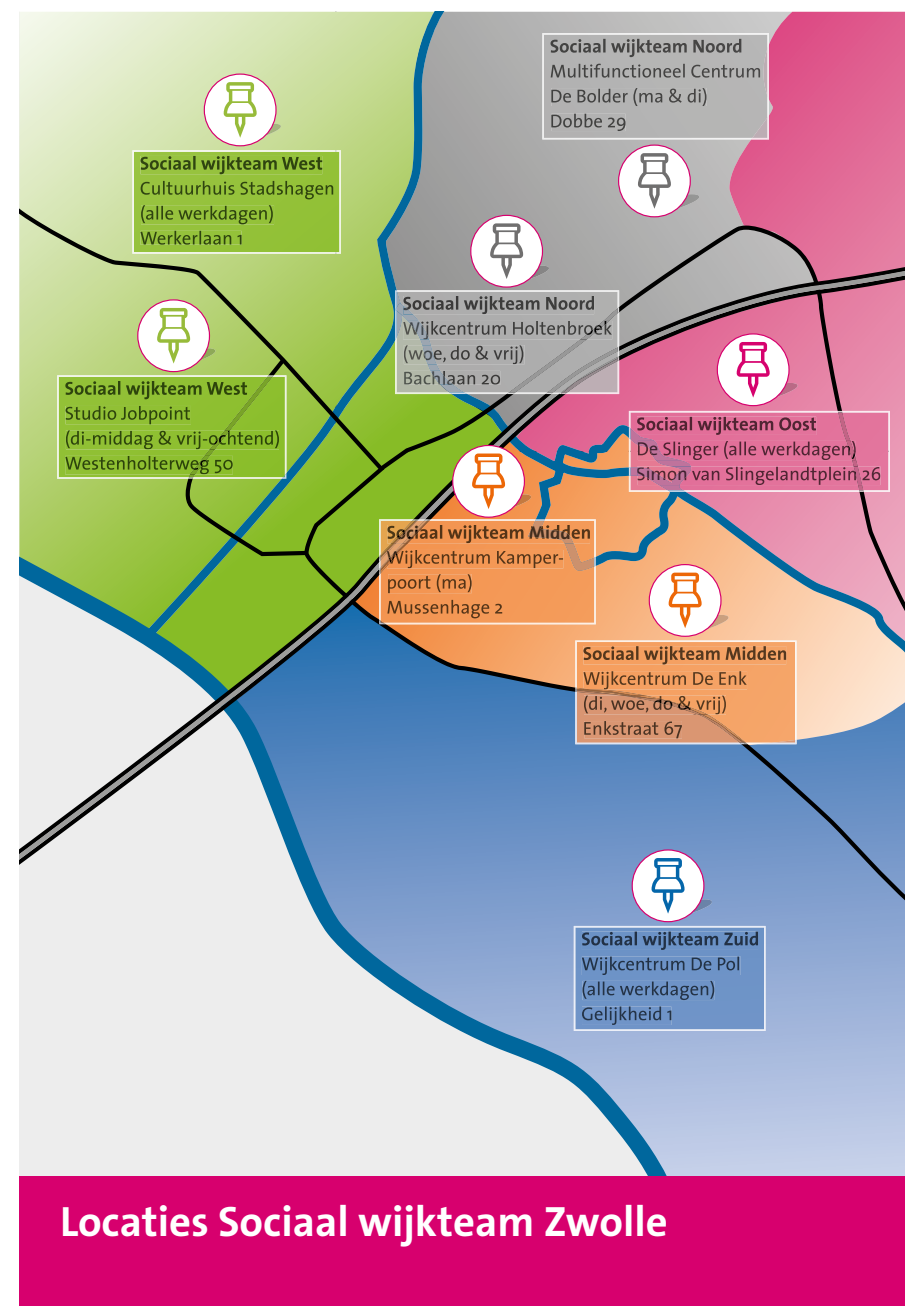 Sociaal wijkteam Noord
Multifunctioneel Centrum
De Bolder (ma & di)
Dobbe 29
Sociaal wijkteam West
Cultuurhuis Stadshagen
(alle werkdagen)
Werkerlaan 1
Sociaal wijkteam Noord
Wijkcentrum Holtenbroek
(woe, do & vrij)
Bachlaan 20
Sociaal wijkteam West
Studio Jobpoint
(di-middag & vrij-ochtend)
Westenholterweg 50
Sociaal wijkteam Oost
De Slinger (alle werkdagen)
Simon van Slingelandtplein 26
Sociaal wijkteam Midden
Wijkcentrum Kamper-
poort (ma)
Mussenhage 2
Sociaal wijkteam Midden
Wijkcentrum De Enk
(di, woe, do & vrij)
Enkstraat 67
Sociaal wijkteam Zuid
Wijkcentrum De Pol
(alle werkdagen)
Gelijkheid 1
Locaties Sociaal wijkteam Zwolle